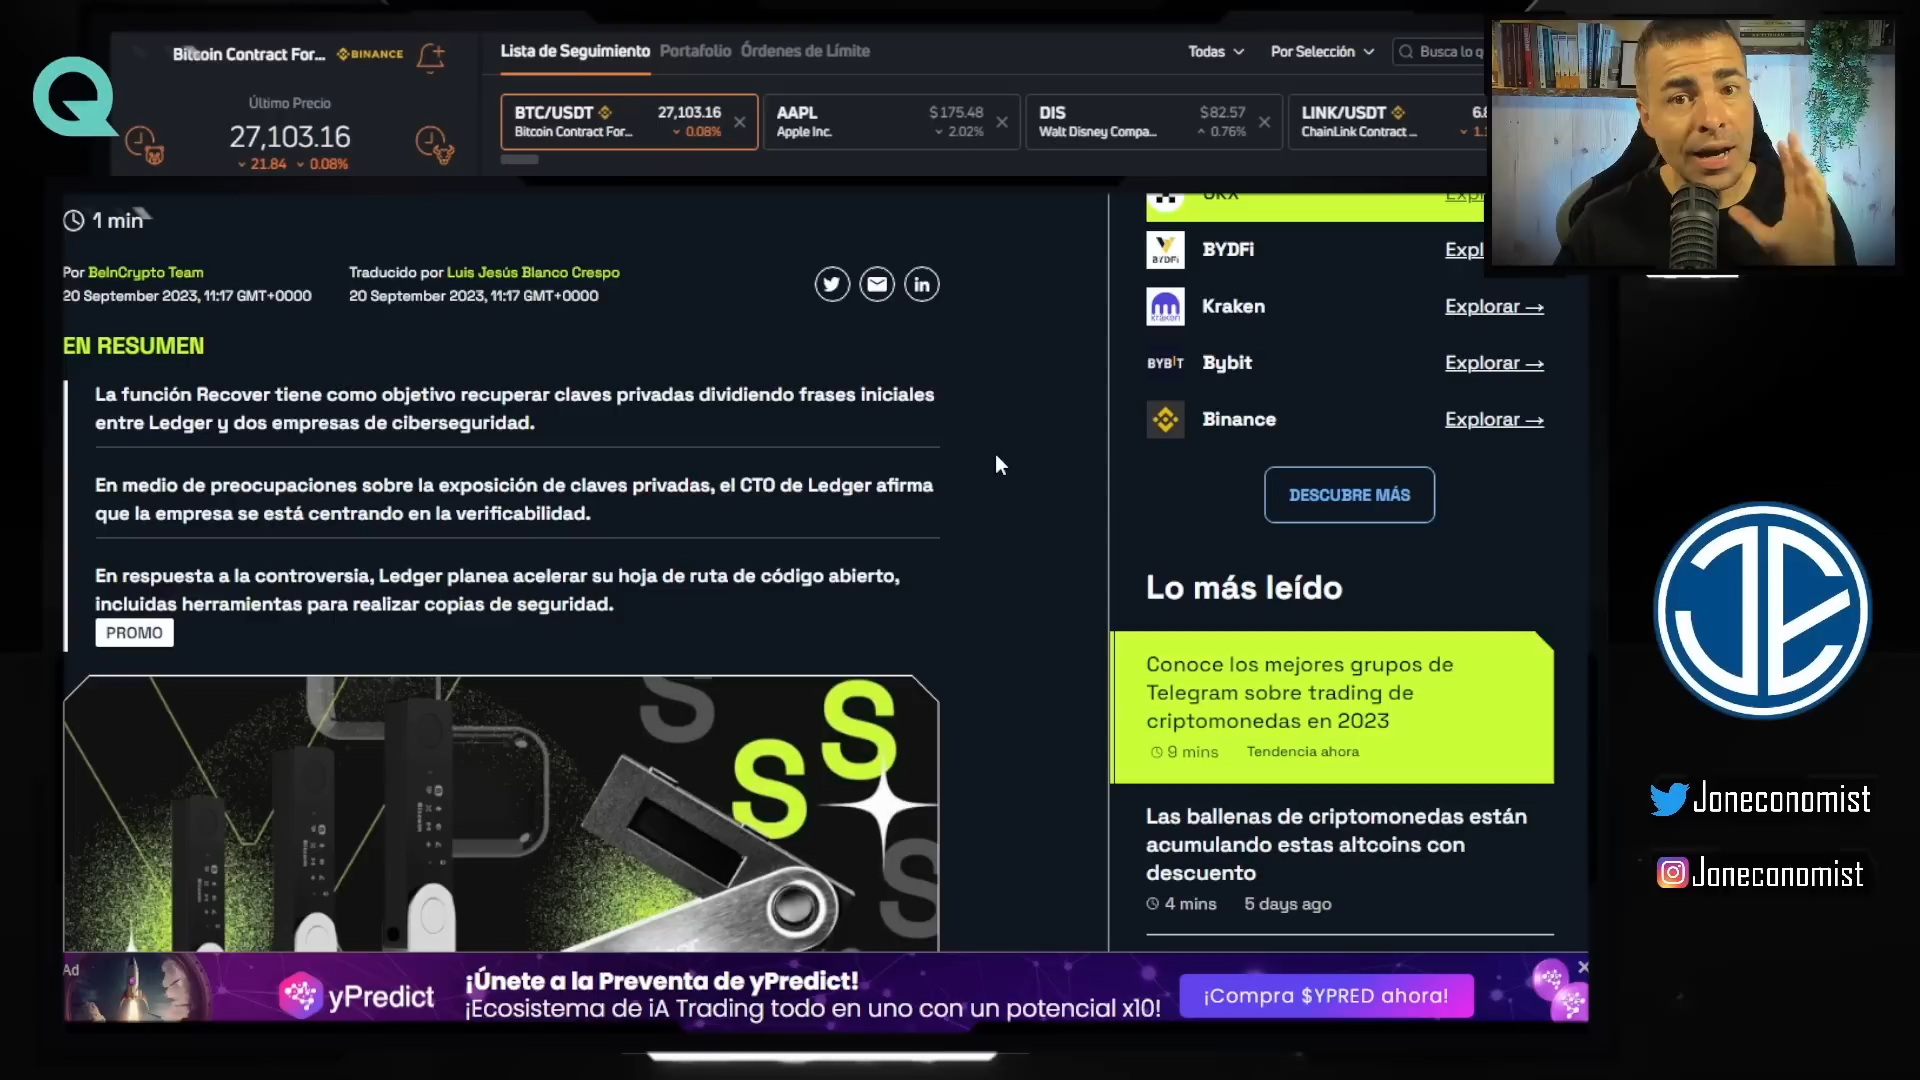 Bitcoin Contract For...
BINANCE
Último Precio
27,103.16
21.84
0.08%
Lista de Seguimiento
Portafolio
Órdenes de Límite
Todas
Por Selección
Busca lo q
BTC/USDT
27,103.16
Bitcoin Contract For...
0.08%
AAPL
$175.48
Apple Inc.
2.02%
DIS
$82.57
Walt Disney Compa...
0.76%
LINK/USDT
6.8
ChainLink Contract ...
1.1
1 min
Por BeInCrypto Team
20 September 2023, 11:17 GMT+0000
Traducido por Luis Jesús Blanco Crespo
20 September 2023, 11:17 GMT+0000
EN RESUMEN
La función Recover tiene como objetivo recuperar claves privadas dividiendo frases iniciales
entre Ledger y dos empresas de ciberseguridad.
En medio de preocupaciones sobre la exposición de claves privadas, el CTO de Ledger afirma
que la empresa se está centrando en la verificabilidad.
En respuesta a la controversia, Ledger planea acelerar su hoja de ruta de código abierto,
incluidas herramientas para realizar copias de seguridad.
PROMO
OKX
Expl
BYDFi
BYDFi
Expl
Kraken
Kraken
Explorar →
BYBIT
Bybit
Explorar →
Binance
Explorar →
DESCUBRE MÁS
Lo más leído
Conoce los mejores grupos de
Telegram sobre trading de
criptomonedas en 2023
9 mins
Tendencia ahora
Las ballenas de criptomonedas están
acumulando estas altcoins con
descuento
4 mins
5 days ago
Joneconomist
Joneconomist
Ad
yPredict
¡Únete a la Preventa de yPredict!
¡Ecosistema de iA Trading todo en uno con un potencial x10!
¡Compra $YPRED ahora!